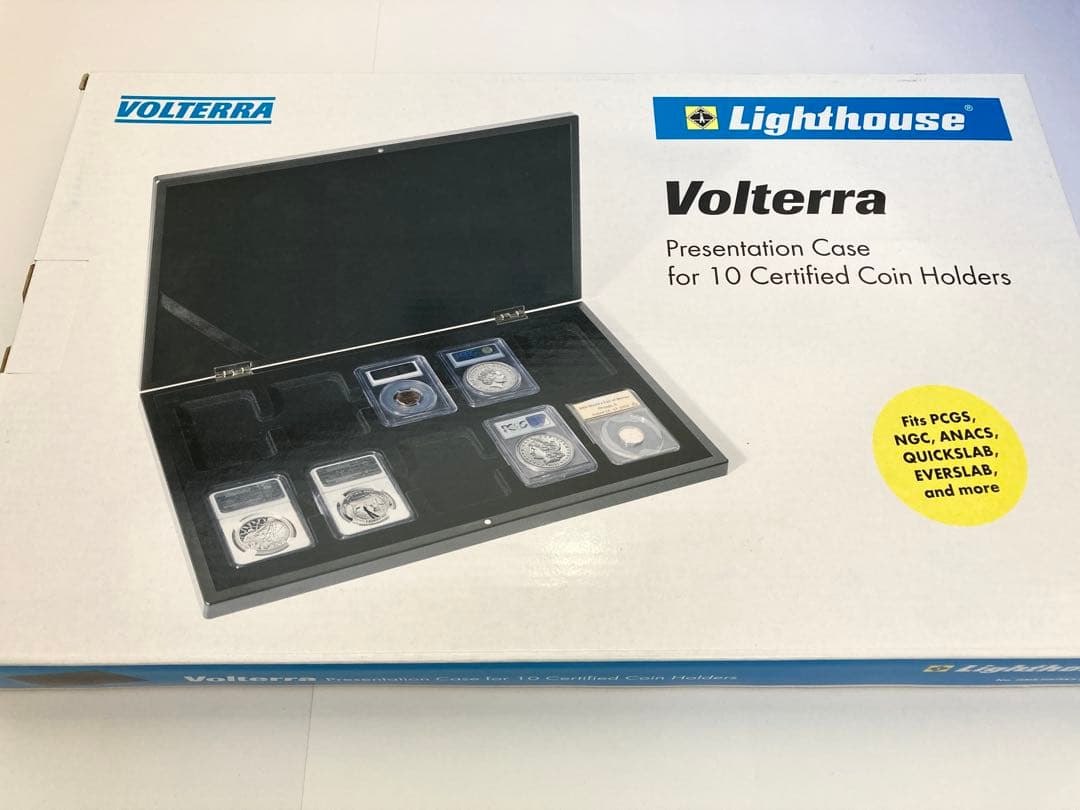 VOLTERRA
Lighthouse®
Volterra
Presentation Case
for 10 Certified Coin Holders
Fits PCGS,
NGC, ANACS,
QUICKSLAB,
EVERSLAB,
and more
PCGS
Volterra Presentation Case for 10 Certified Coin Holders